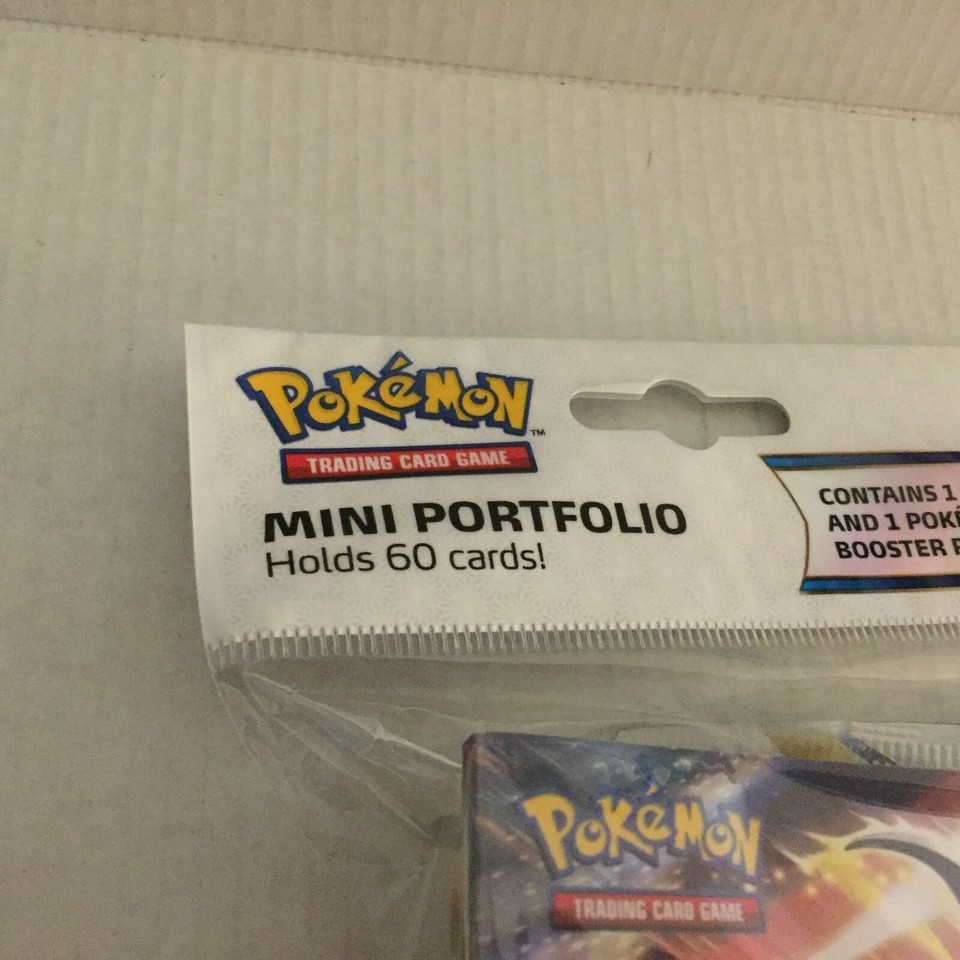 POKéMON
™
TRADING CARD GAME
MINI PORTFOLIO
Holds 60 cards!
CONTAINS 1
AND 1 POKÉ
BOOSTER
POKéMON
TRADING CARD GAME